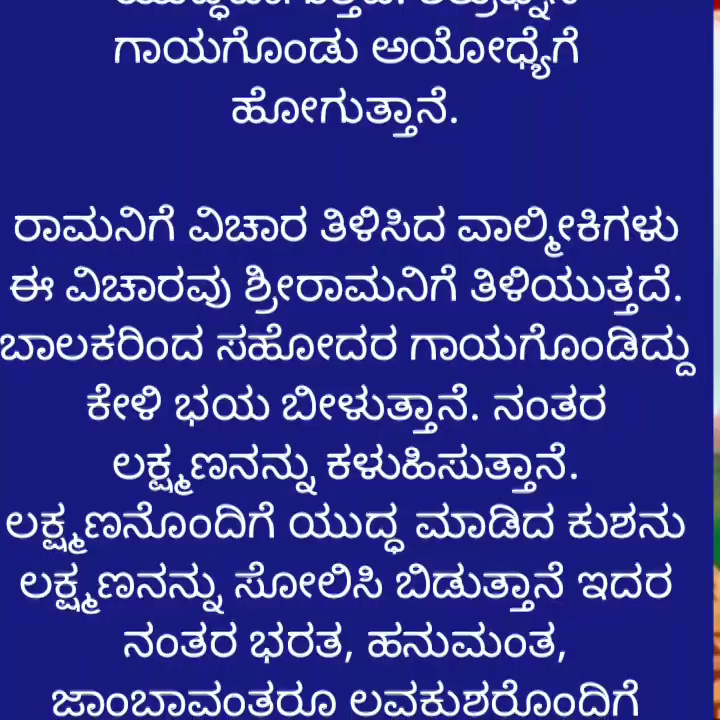 ಗಾಯಗೊಂಡು ಅಯೋಧ್ಯೆಗೆ
ಹೋಗುತ್ತಾನೆ.
ರಾಮನಿಗೆ ವಿಚಾರ ತಿಳಿಸಿದ ವಾಲ್ಮೀಕಿಗಳು
ಈ ವಿಚಾರವು ಶ್ರೀರಾಮನಿಗೆ ತಿಳಿಯುತ್ತದೆ.
ಬಾಲಕರಿಂದ ಸಹೋದರ ಗಾಯಗೊಂಡಿದ್ದು
ಕೇಳಿ ಭಯ ಬೀಳುತ್ತಾನೆ. ನಂತರ
ಲಕ್ಷ್ಮಣನನ್ನು ಕಳುಹಿಸುತ್ತಾನೆ.
ಲಕ್ಷ್ಮಣನೊಂದಿಗೆ ಯುದ್ಧ ಮಾಡಿದ ಕುಶನು
ಲಕ್ಷ್ಮಣನನ್ನು ಸೋಲಿಸಿ ಬಿಡುತ್ತಾನೆ ಇದರ
ನಂತರ ಭರತ, ಹನುಮಂತ,
ಜಾಂಬಾವಂತರೂ ಲವಕುಶರೊಂದಿಗೆ